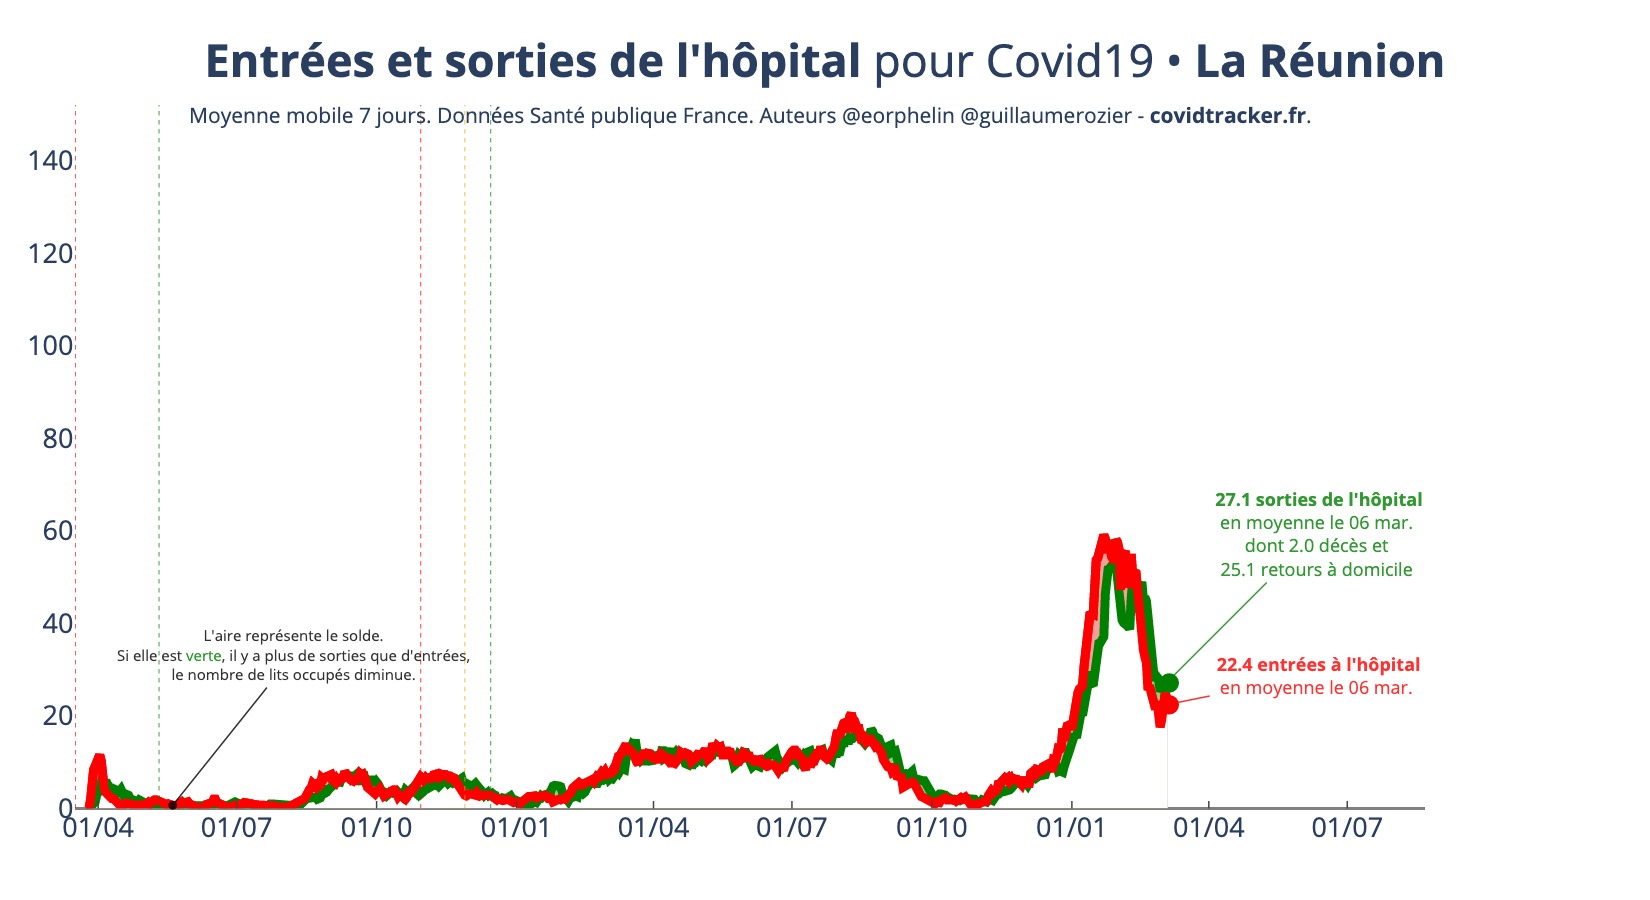 Entrées et sorties de l'hôpital pour Covid19 • La Réunion
Moyenne mobile 7 jours. Données Santé publique France. Auteurs @eorphelin @guillaumerozier - covidtracker.fr.
140
120
100
80
60
40
20
0
27.1 sorties de l'hôpital
en moyenne le 06 mar.
dont 2.0 décès et
25.1 retours à domicile
L'aire représente le solde.
Si elle est verte, il y a plus de sorties que d'entrées,
le nombre de lits occupés diminue.
22.4 entrées à l'hôpital
en moyenne le 06 mar.
01/04 01/07 01/10 01/01 01/04 01/07 01/10 01/01 01/04 01/07